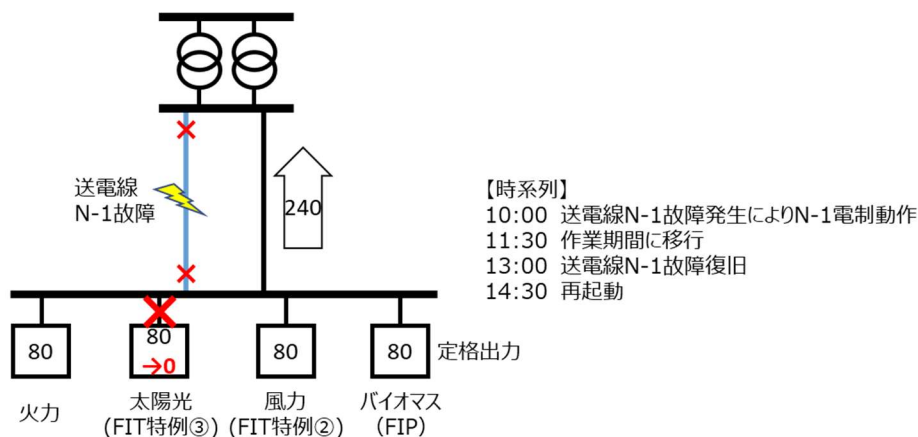 送電線
N-1故障
240
【時系列】
10:00 送電線N-1故障発生によりN-1電制動作
11:30 作業期間に移行
13:00 送電線N-1故障復旧
14:30 再起動
80
80
→0
80
80
定格出力
火力
太陽光
(FIT特例③)
風力
(FIT特例②)
バイオマス
(FIP)